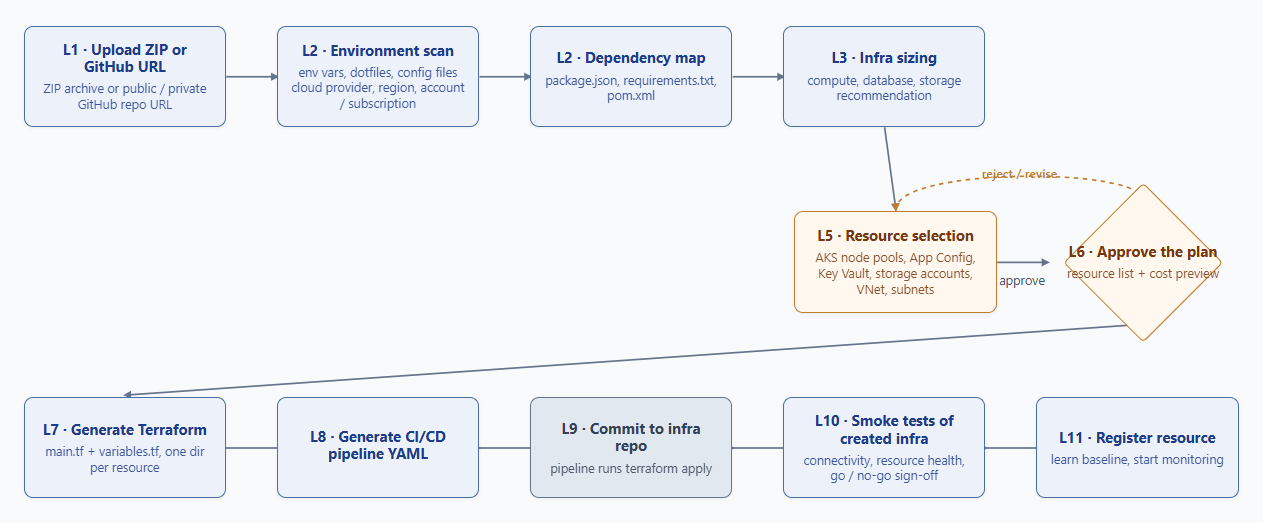 L1 · Upload ZIP or
GitHub URL
ZIP archive or public / private
GitHub repo URL
L2 · Environment scan
env vars, dotfiles, config files
cloud provider, region, account
/ subscription
L2 · Dependency map
package.json, requirements.txt,
pom.xml
L3 · Infra sizing
compute, database, storage
recommendation
reject / revise
L5 · Resource selection
AKS node pools, App Config,
Key Vault, storage accounts,
VNet, subnets
approve
L6 · Approve the plan
resource list + cost preview
L7 · Generate Terraform
main.tf + variables.tf, one dir
per resource
L8 · Generate CI/CD
pipeline YAML
L9 · Commit to infra
repo
pipeline runs terraform apply
L10 · Smoke tests of
created infra
connectivity, resource health,
go / no-go sign-off
L11 · Register resource
learn baseline, start monitoring